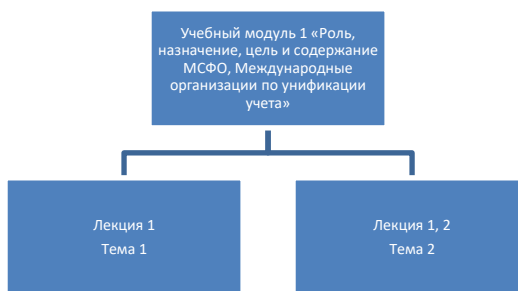 Учебный модуль 1 «Роль,
назначение, цель и содержание
МСФО, Международные
организации по унификации
учета»
Лекция 1
Тема 1
Лекция 1, 2
Тема 2